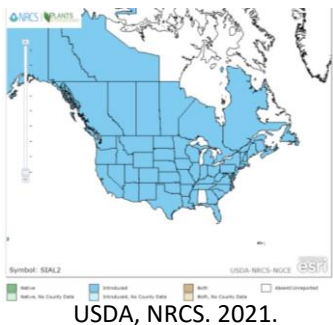 NRCS PLANTS
Symbol: SIAL2
USDA-NRCS-NGCE
esri
Native
Introduced
Both
Absent/Unreported
Native, No County Data
Introduced, No County Data
Both, No County Data
USDA, NRCS. 2021.